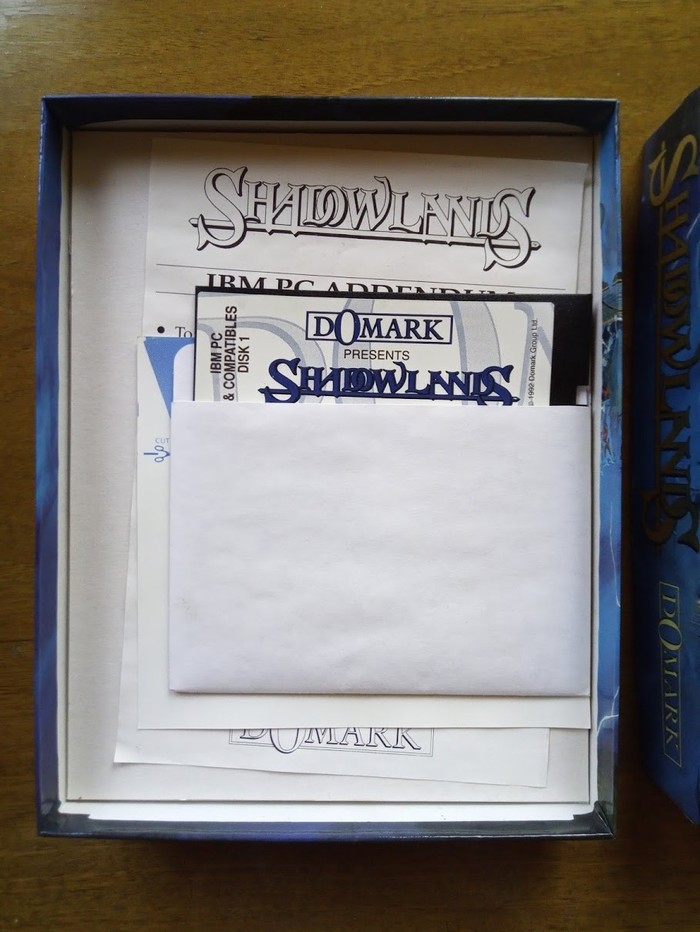 SHADOWLANDS
IBM PC ADDENDUM
• To
IBM PC
& COMPATIBLES
DISK 1
DOMARK
PRESENTS
SHADOWLANDS
©1992 Domark Group Ltd.
CUT
DOMARK
SHADOWLANDS
DOMARK